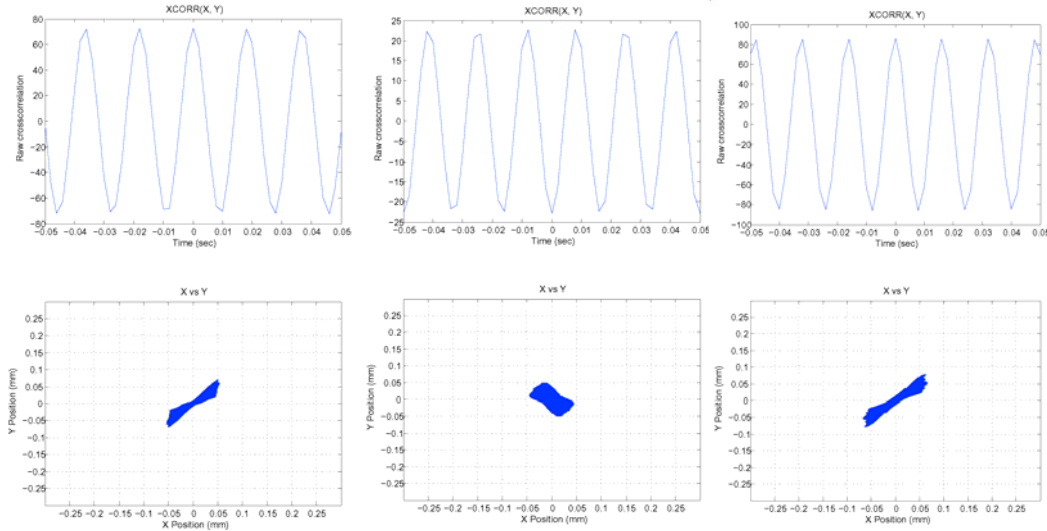 XCORR(X, Y)
80
60
40
20
0
−20
−40
−60
−80
Raw crosscorrelation
−0.05 −0.04 −0.03 −0.02 −0.01 0 0.01 0.02 0.03 0.04 0.05
Time (sec)
XCORR(X, Y)
25
20
15
10
5
0
−5
−10
−15
−20
−25
Raw crosscorrelation
−0.05 −0.04 −0.03 −0.02 −0.01 0 0.01 0.02 0.03 0.04 0.05
Time (sec)
XCORR(X, Y)
100
80
60
40
20
0
−20
−40
−60
−80
−100
Raw crosscorrelation
−0.05 −0.04 −0.03 −0.02 −0.01 0 0.01 0.02 0.03 0.04 0.05
Time (sec)
X vs Y
0.25
0.2
0.15
0.1
0.05
0
−0.05
−0.1
−0.15
−0.2
−0.25
Y Position (mm)
−0.25 −0.2 −0.15 −0.1 −0.05 0 0.05 0.1 0.15 0.2 0.25
X Position (mm)
X vs Y
0.25
0.2
0.15
0.1
0.05
0
−0.05
−0.1
−0.15
−0.2
−0.25
Y Position (mm)
−0.25 −0.2 −0.15 −0.1 −0.05 0 0.05 0.1 0.15 0.2 0.25
X Position (mm)
X vs Y
0.25
0.2
0.15
0.1
0.05
0
−0.05
−0.1
−0.15
−0.2
−0.25
Y Position (mm)
−0.25 −0.2 −0.15 −0.1 −0.05 0 0.05 0.1 0.15 0.2 0.25
X Position (mm)